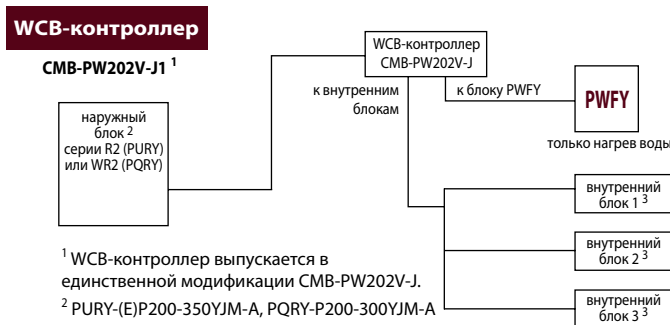 WCB-контроллер
CMB-PW202V-J1 1
WCB-контроллер
CMB-PW202V-J
к внутренним
блокам
к блоку PWFY
PWFY
только нагрев воды
наружный
блок 2
серии R2 (PURY)
или WR2 (PQRY)
внутренний
блок 1 3
внутренний
блок 2 3
внутренний
блок 3 3
1 WCB-контроллер выпускается в
единственной модификации CMB-PW202V-J.
2 PURY-(E)P200-350YJM-A, PQRY-P200-300YJM-A